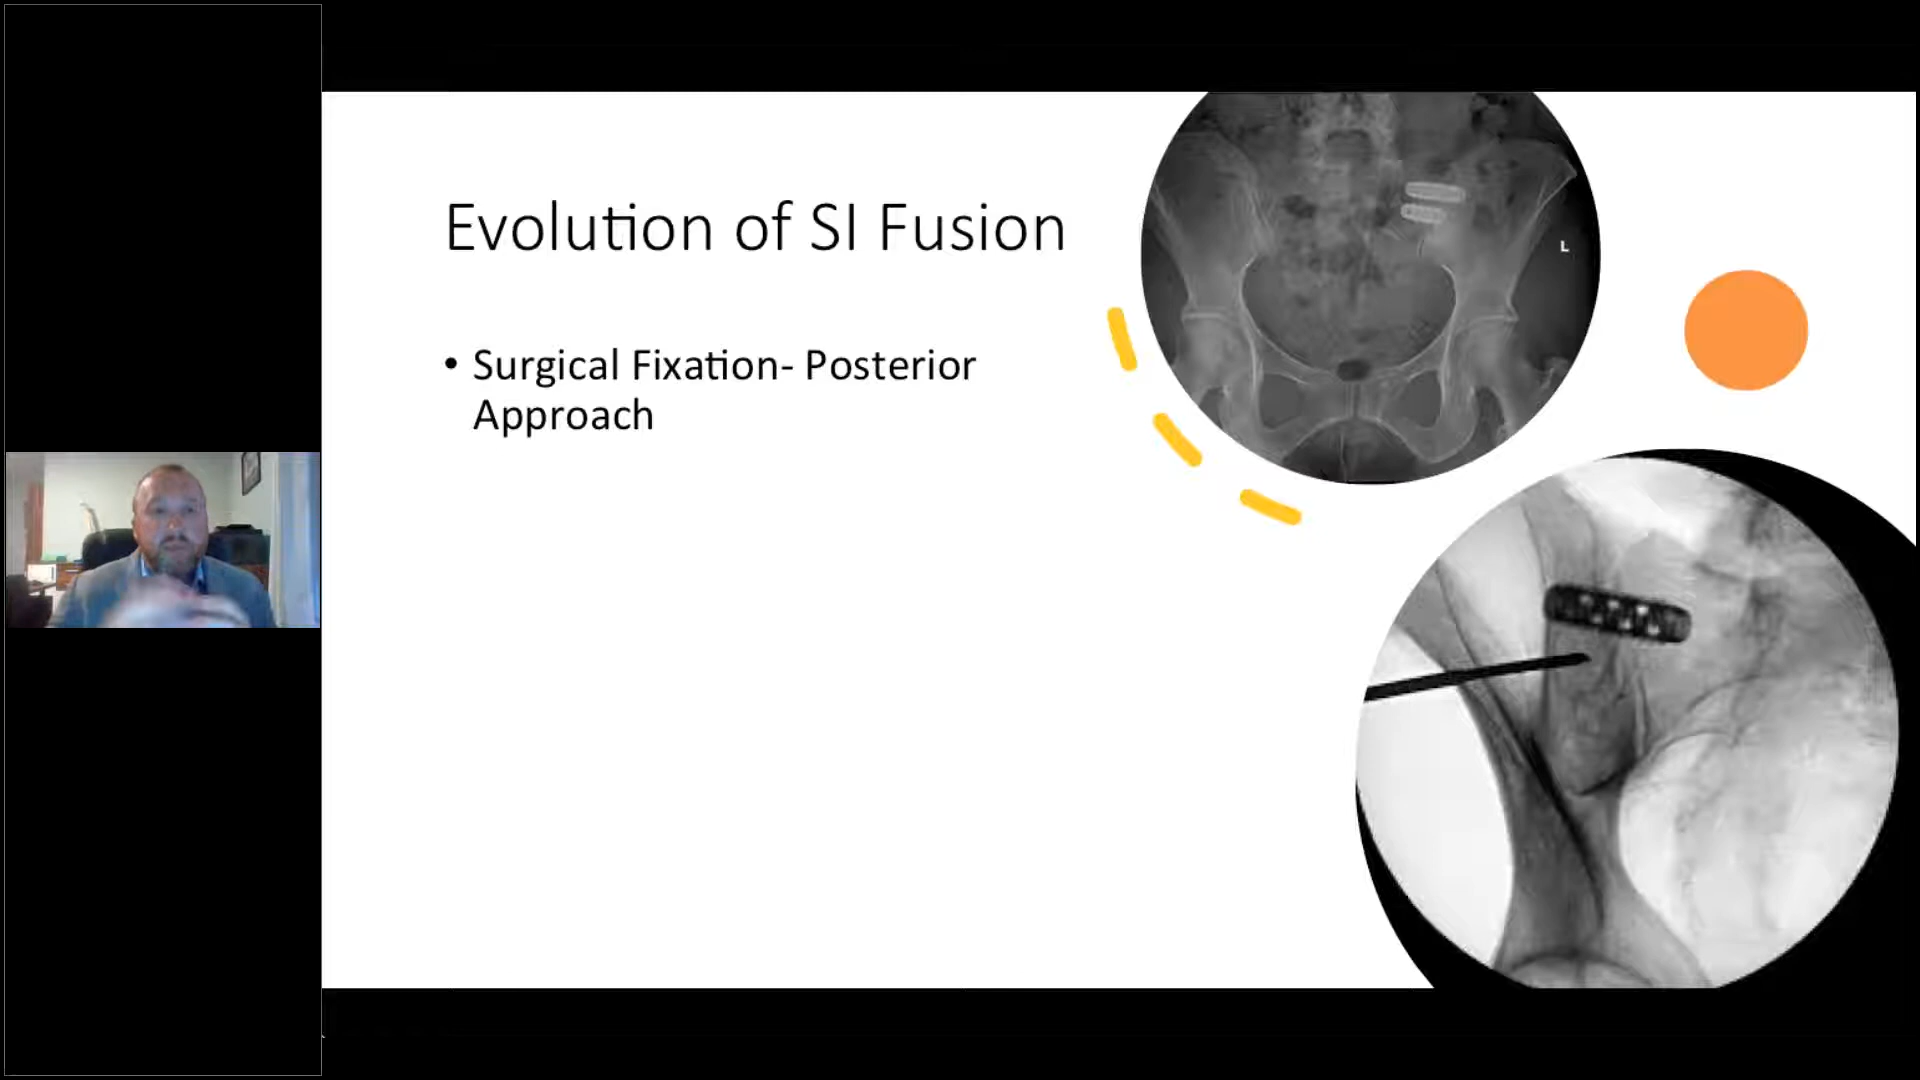 Evolution of SI Fusion
• Surgical Fixation- Posterior
Approach
L